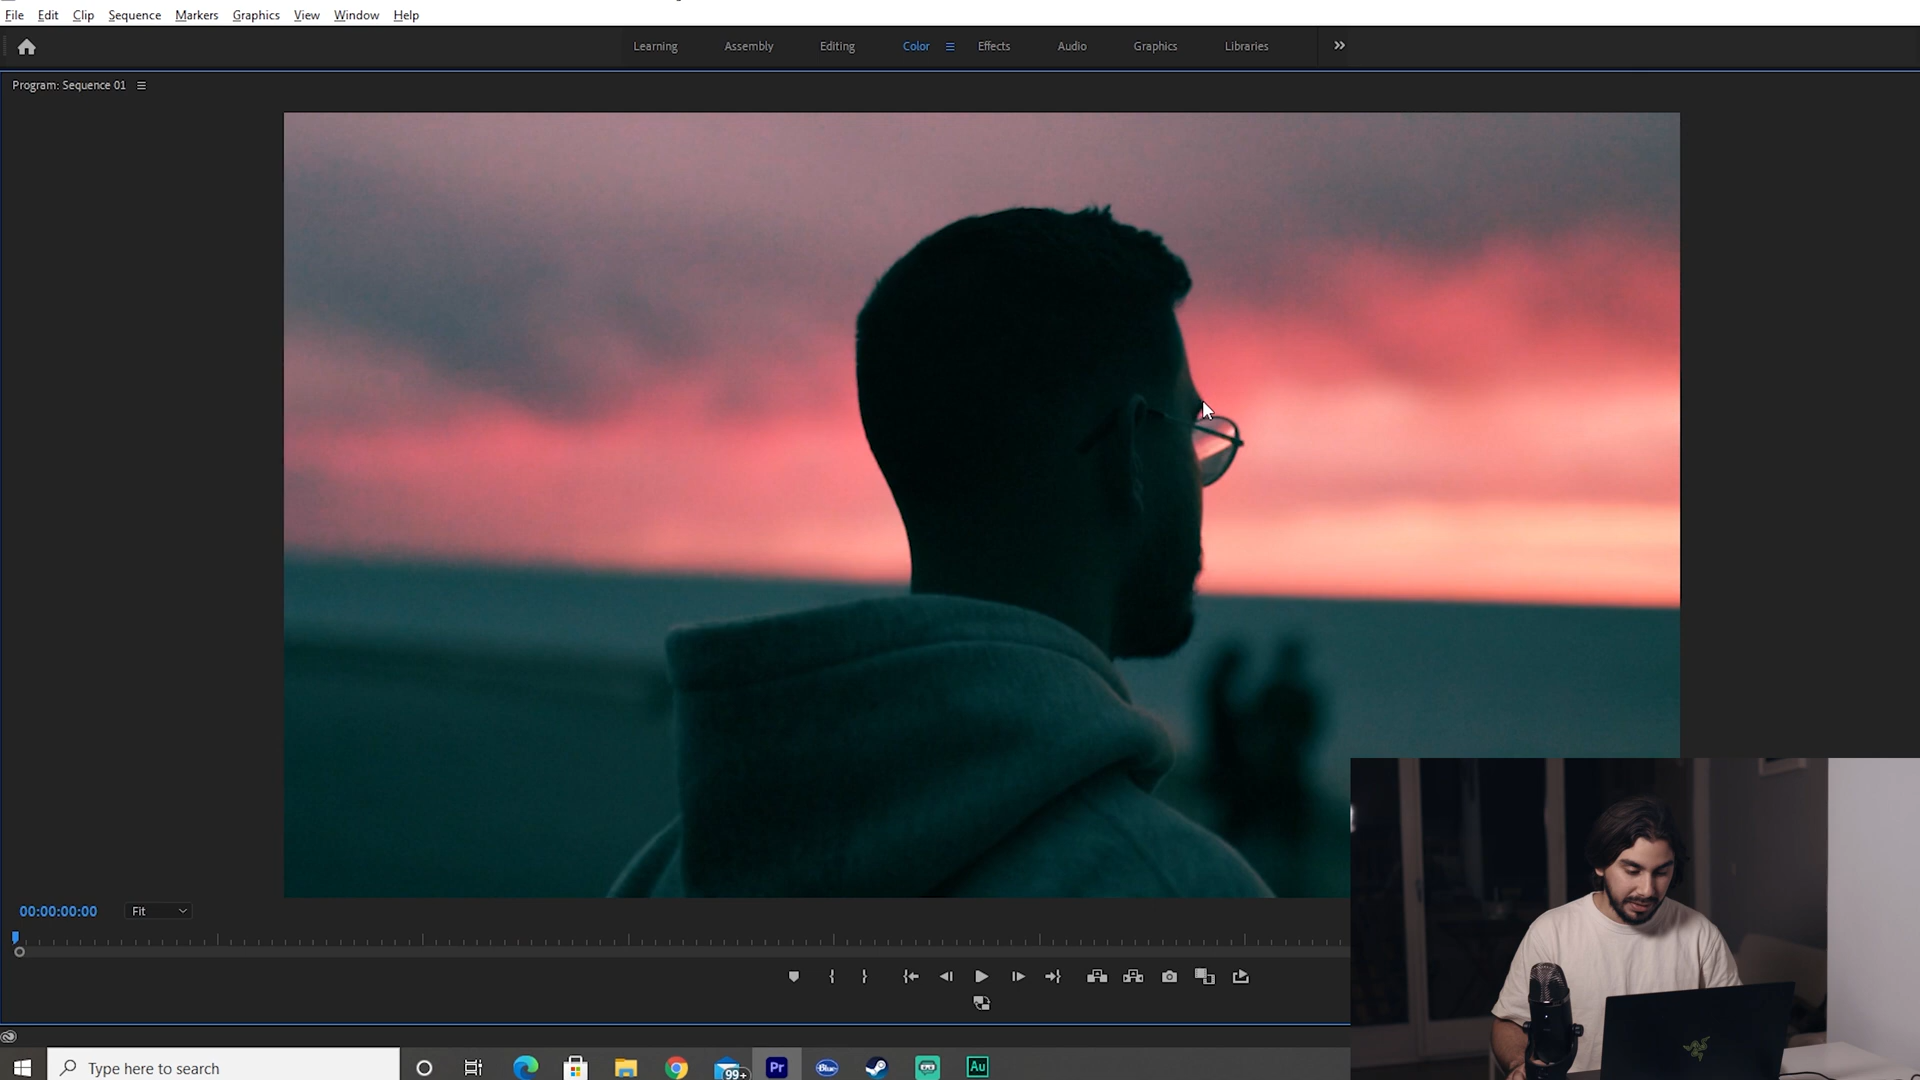 File Edit Clip Sequence Markers Graphics View Window Help
Learning Assembly Editing Color Effects Audio Graphics Libraries
Program: Sequence 01
00:00:00:00 Fit
Type here to search
99+ Pr Blue Au